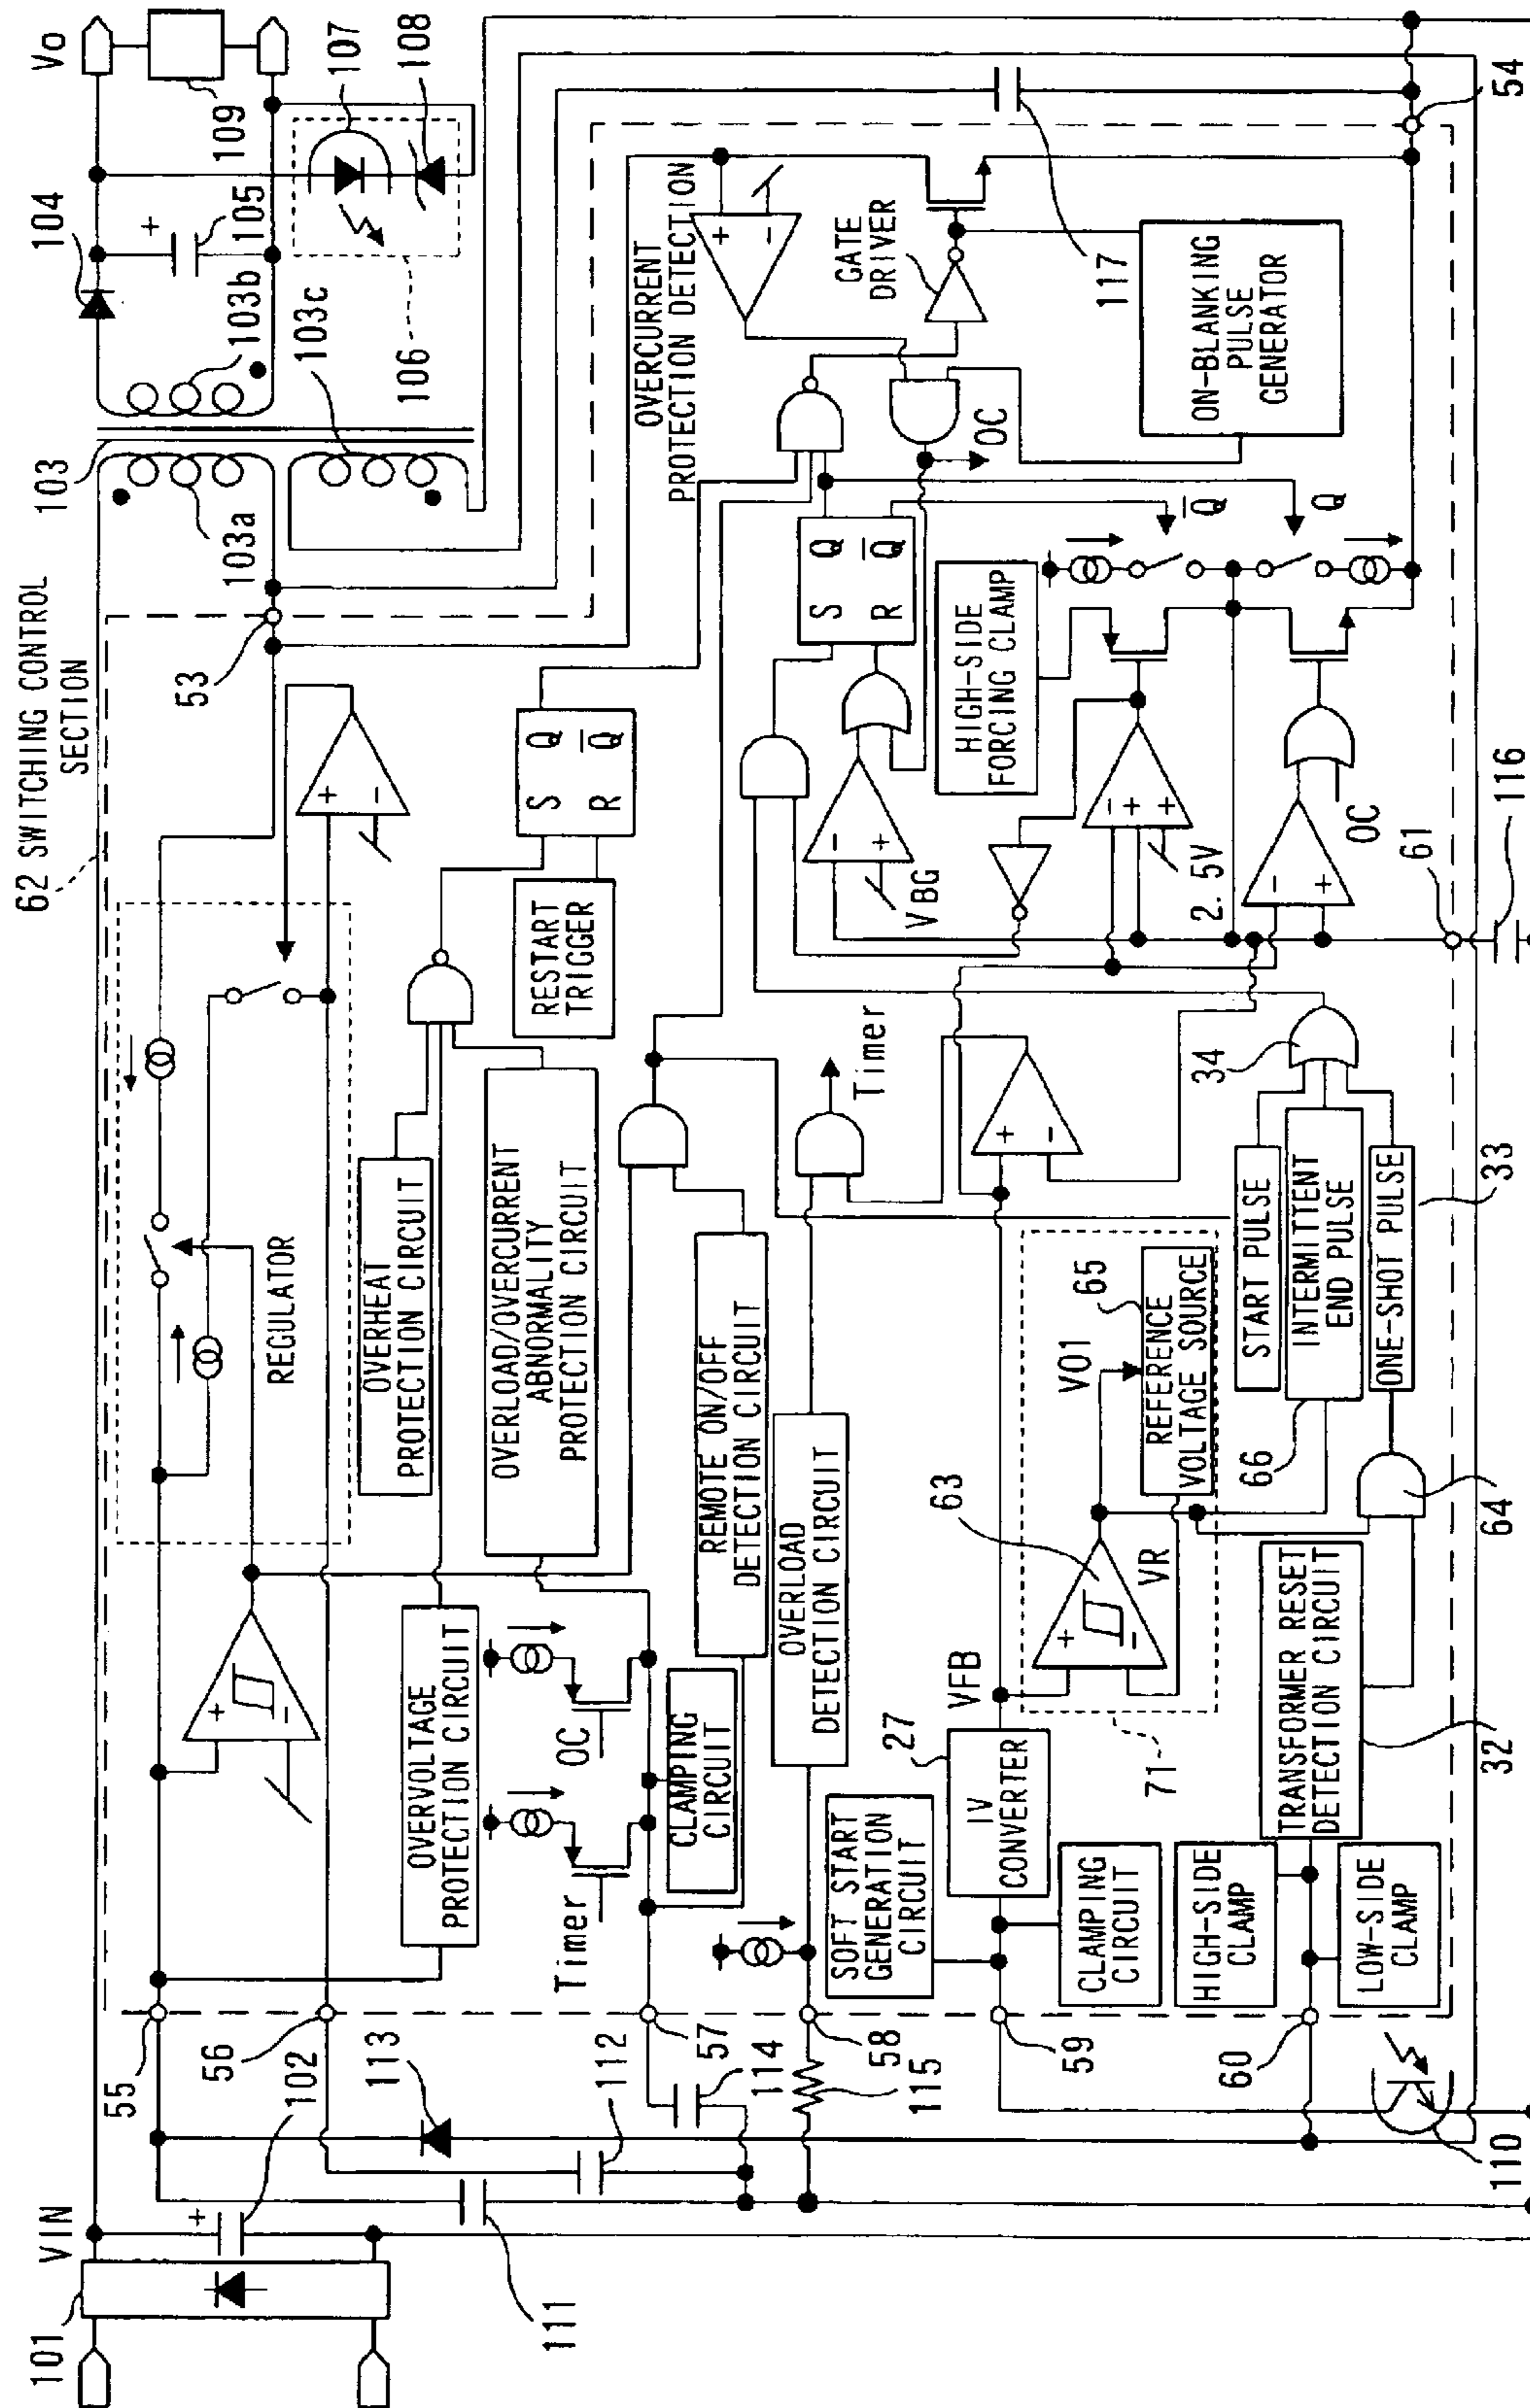 101
VIN
102
55
56
113
112
57
114
58
115
111
59
60
110
62 SWITCHING CONTROL
SECTION
REGULATOR
53
103
103a
103b
103c
104
+
105
Vo
109
107
108
106
+
-
+
-
OVERVOLTAGE
PROTECTION CIRCUIT
OVERHEAT
PROTECTION CIRCUIT
OVERLOAD/OVERCURRENT
ABNORMALITY
PROTECTION CIRCUIT
RESTART
TRIGGER
S Q
R Q̅
OVERCURRENT
PROTECTION DETECTION
+
-
GATE
DRIVER
117
54
ON-BLANKING
PULSE
GENERATOR
Timer
OC
CLAMPING
CIRCUIT
REMOTE ON/OFF
DETECTION CIRCUIT
OVERLOAD
DETECTION CIRCUIT
Timer
S Q
R Q̅
OC
Q̅
Q
HIGH-SIDE
FORCING CLAMP
-
+
VBG
-
+
+
2. 5V
-
+
OC
61
116
SOFT START
GENERATION
CIRCUIT
27
IV
CONVERTER
VFB
CLAMPING
CIRCUIT
+
-
63
VR
VO1
REFERENCE
VOLTAGE SOURCE
65
71
+
-
HIGH-SIDE
CLAMP
LOW-SIDE
CLAMP
TRANSFORMER RESET
DETECTION CIRCUIT
32
64
66
START PULSE
INTERMITTENT
END PULSE
ONE-SHOT PULSE
33
34
+